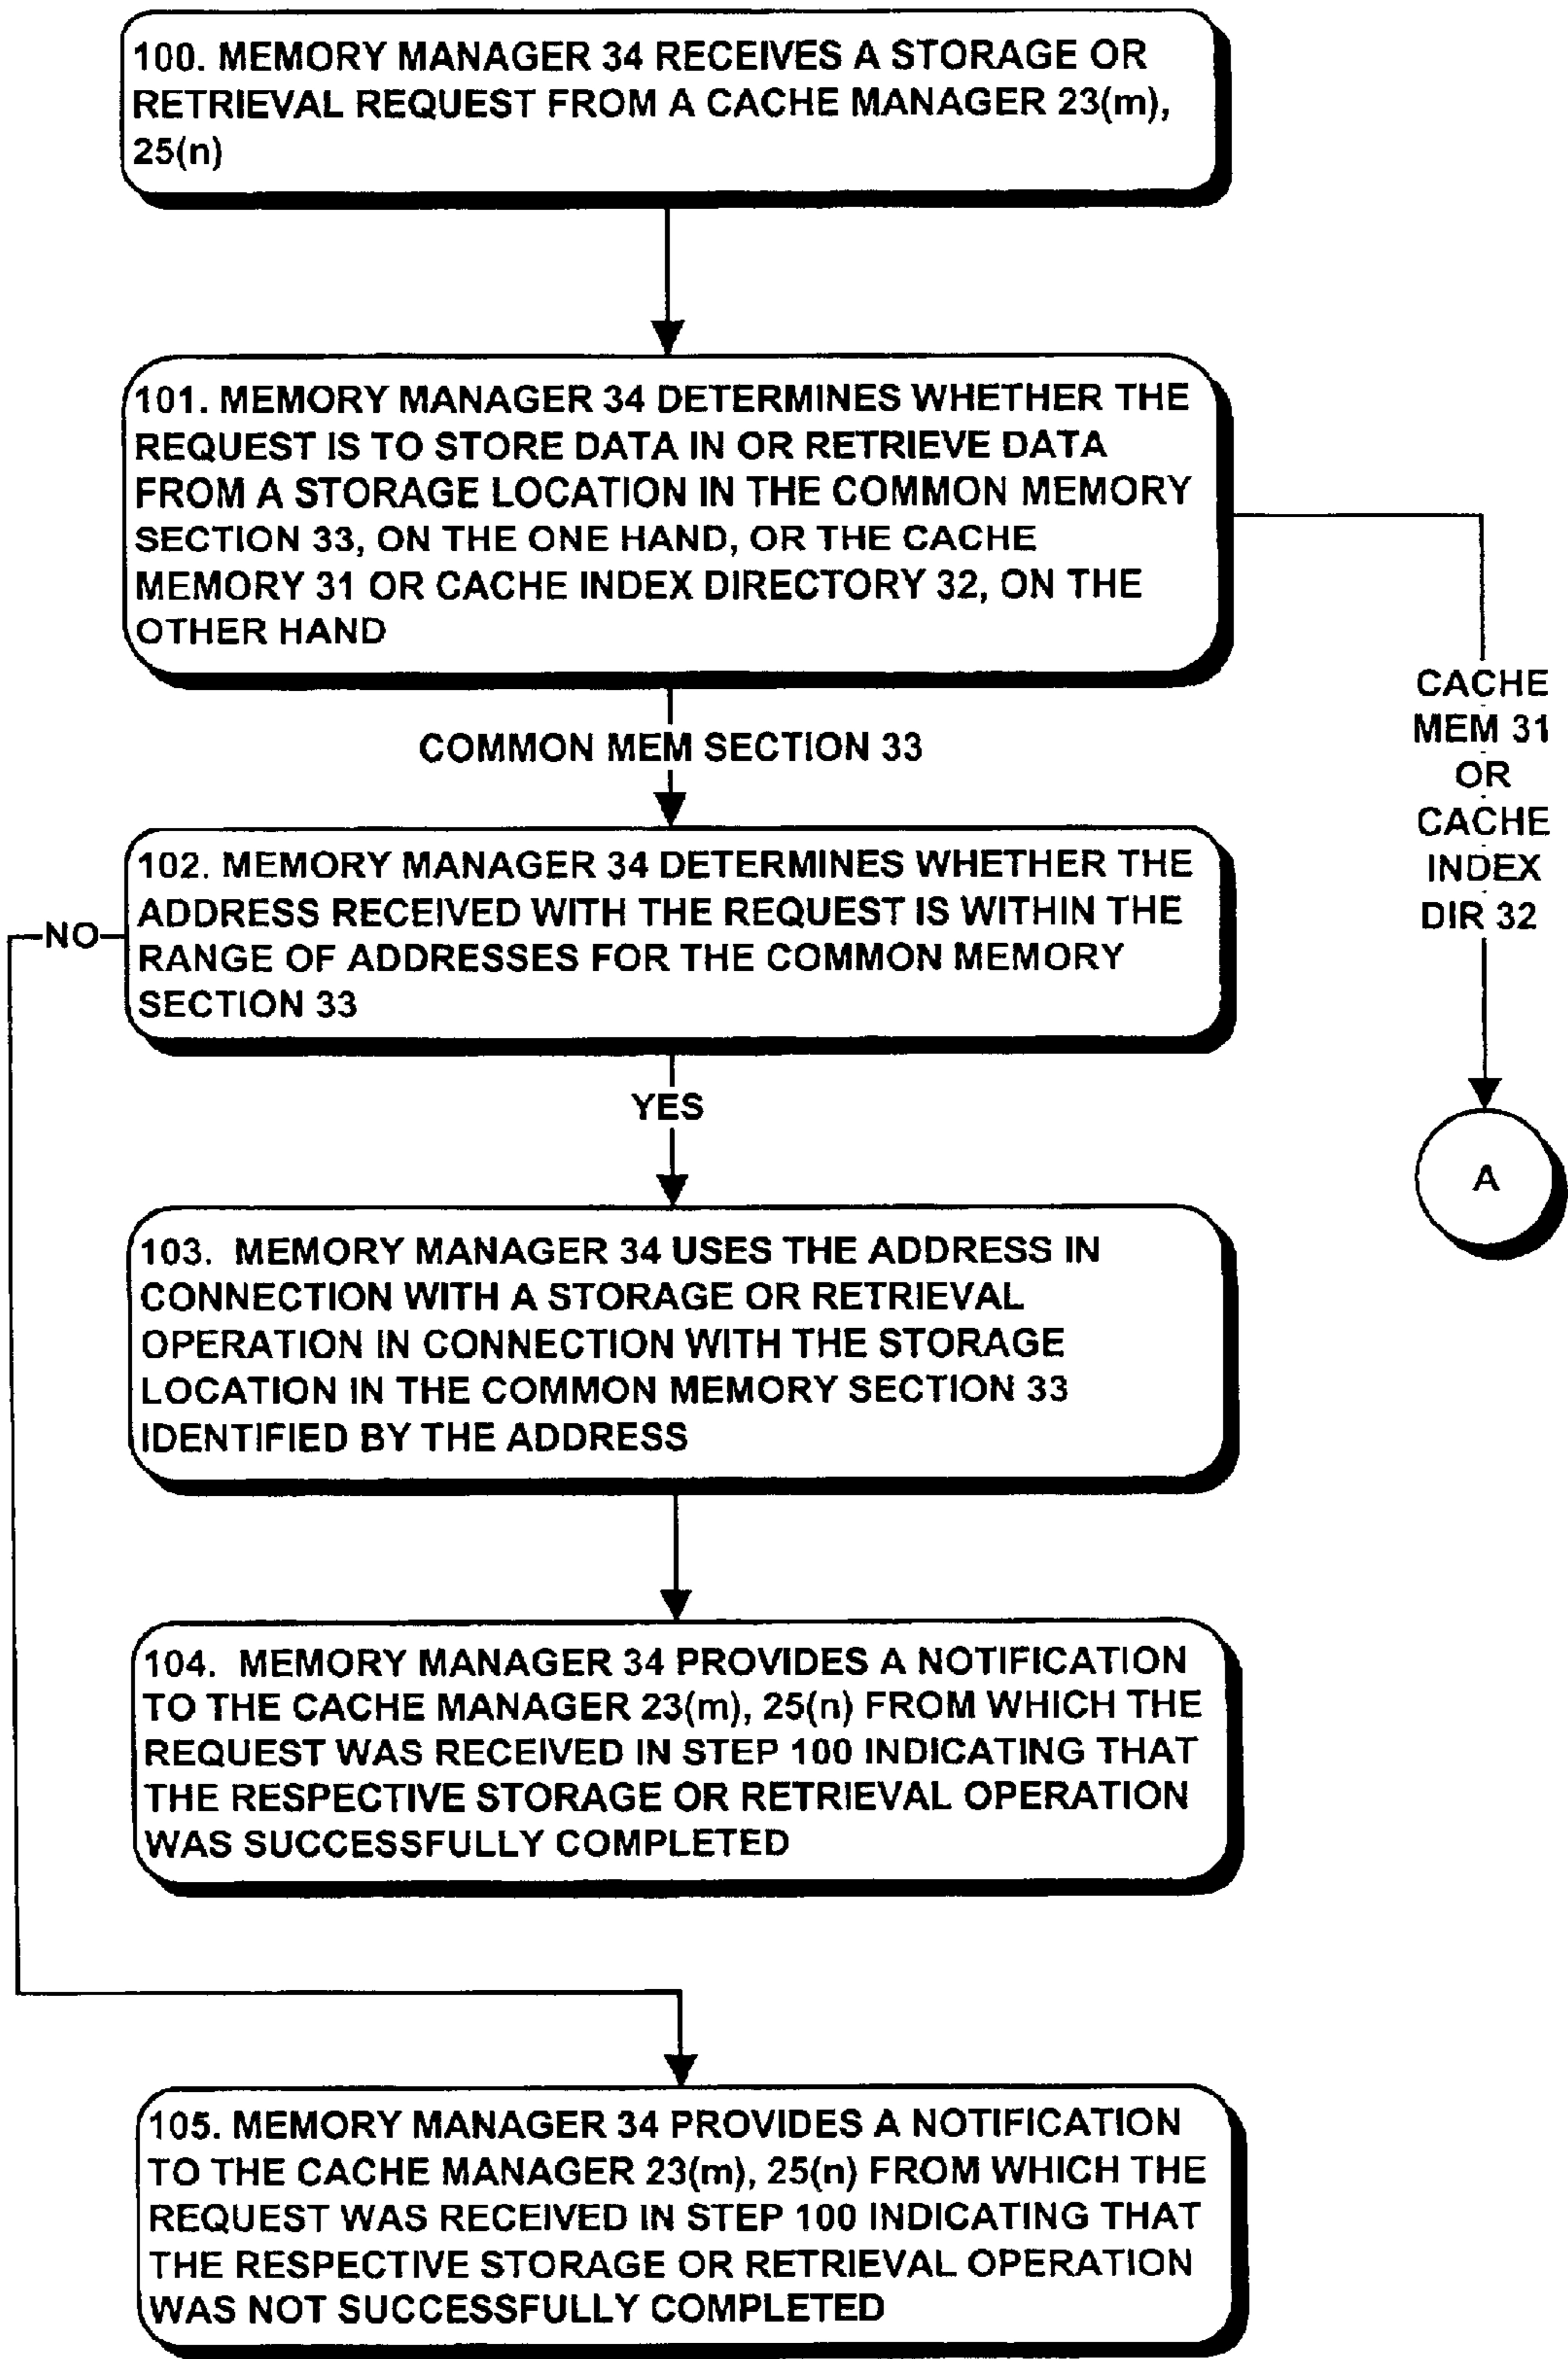 100. MEMORY MANAGER 34 RECEIVES A STORAGE OR
RETRIEVAL REQUEST FROM A CACHE MANAGER 23(m),
25(n)
101. MEMORY MANAGER 34 DETERMINES WHETHER THE
REQUEST IS TO STORE DATA IN OR RETRIEVE DATA
FROM A STORAGE LOCATION IN THE COMMON MEMORY
SECTION 33, ON THE ONE HAND, OR THE CACHE
MEMORY 31 OR CACHE INDEX DIRECTORY 32, ON THE
OTHER HAND
CACHE
MEM 31
OR
CACHE
INDEX
DIR 32
A
COMMON MEM SECTION 33
102. MEMORY MANAGER 34 DETERMINES WHETHER THE
ADDRESS RECEIVED WITH THE REQUEST IS WITHIN THE
RANGE OF ADDRESSES FOR THE COMMON MEMORY
SECTION 33
NO
YES
103. MEMORY MANAGER 34 USES THE ADDRESS IN
CONNECTION WITH A STORAGE OR RETRIEVAL
OPERATION IN CONNECTION WITH THE STORAGE
LOCATION IN THE COMMON MEMORY SECTION 33
IDENTIFIED BY THE ADDRESS
104. MEMORY MANAGER 34 PROVIDES A NOTIFICATION
TO THE CACHE MANAGER 23(m), 25(n) FROM WHICH THE
REQUEST WAS RECEIVED IN STEP 100 INDICATING THAT
THE RESPECTIVE STORAGE OR RETRIEVAL OPERATION
WAS SUCCESSFULLY COMPLETED
105. MEMORY MANAGER 34 PROVIDES A NOTIFICATION
TO THE CACHE MANAGER 23(m), 25(n) FROM WHICH THE
REQUEST WAS RECEIVED IN STEP 100 INDICATING THAT
THE RESPECTIVE STORAGE OR RETRIEVAL OPERATION
WAS NOT SUCCESSFULLY COMPLETED